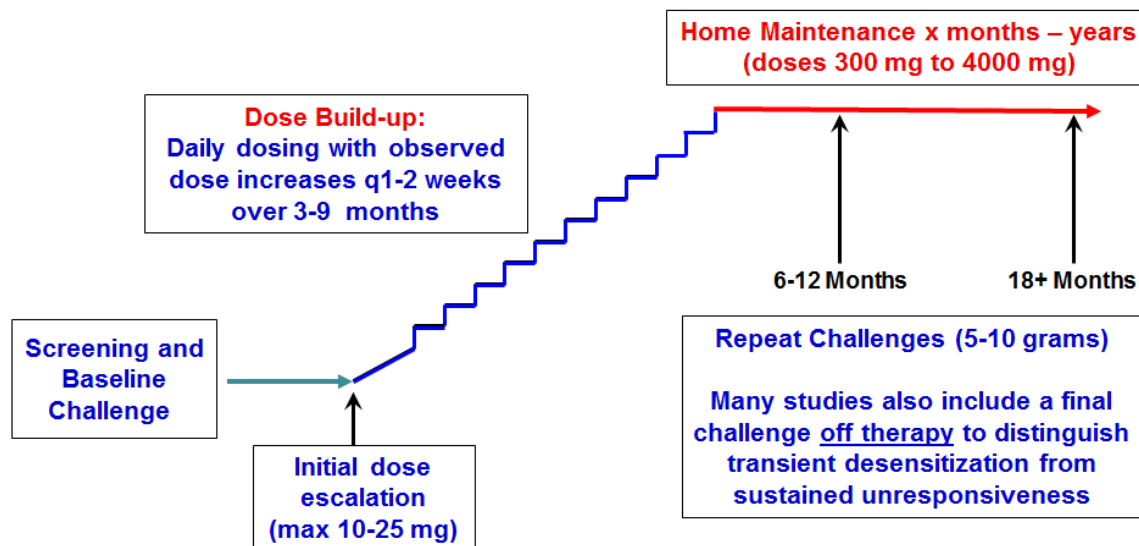 Home Maintenance x months – years
(doses 300 mg to 4000 mg)
Dose Build-up:
Daily dosing with observed
dose increases q1-2 weeks
over 3-9 months
6-12 Months
18+ Months
Screening and
Baseline
Challenge
Initial dose
escalation
(max 10-25 mg)
Repeat Challenges (5-10 grams)
Many studies also include a final
challenge off therapy to distinguish
transient desensitization from
sustained unresponsiveness